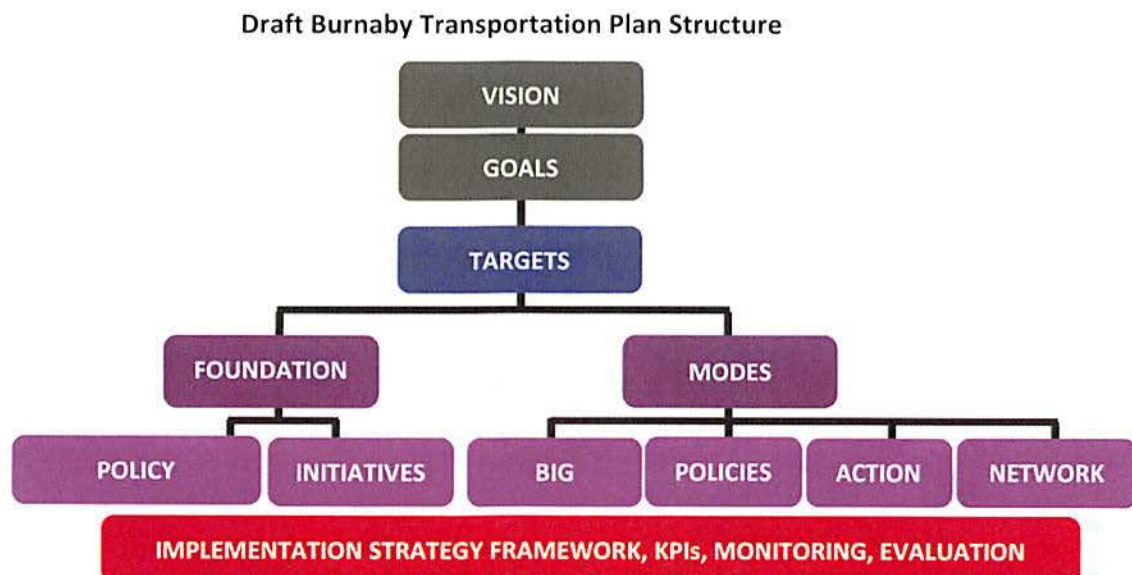 Draft Burnaby Transportation Plan Structure
VISION
GOALS
TARGETS
FOUNDATION
MODES
POLICY
INITIATIVES
BIG
POLICIES
ACTION
NETWORK
IMPLEMENTATION STRATEGY FRAMEWORK, KPIs, MONITORING, EVALUATION